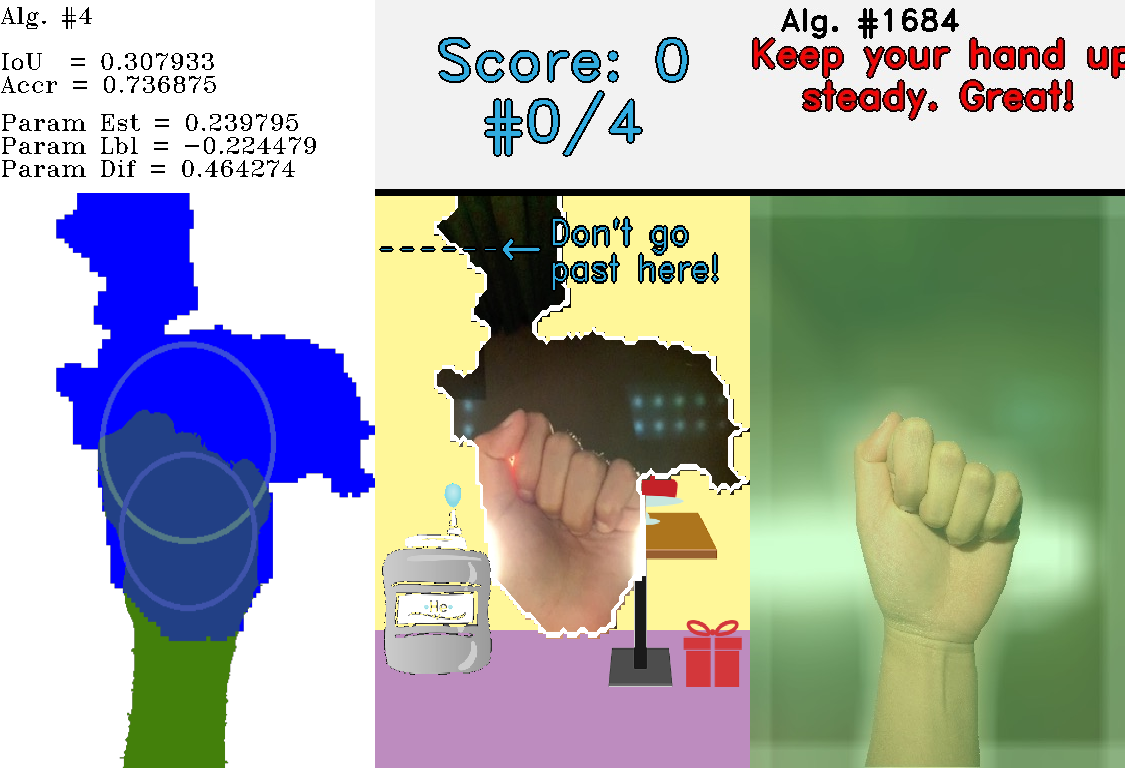 Alg. #4
IoU = 0.307933
Accr = 0.736875
Param Est = 0.239795
Param Lbl = −0.224479
Param Dif = 0.464274
Score: 0
#0/4
Alg. #1684
Keep your hand up
steady. Great!
Don't go
past here!